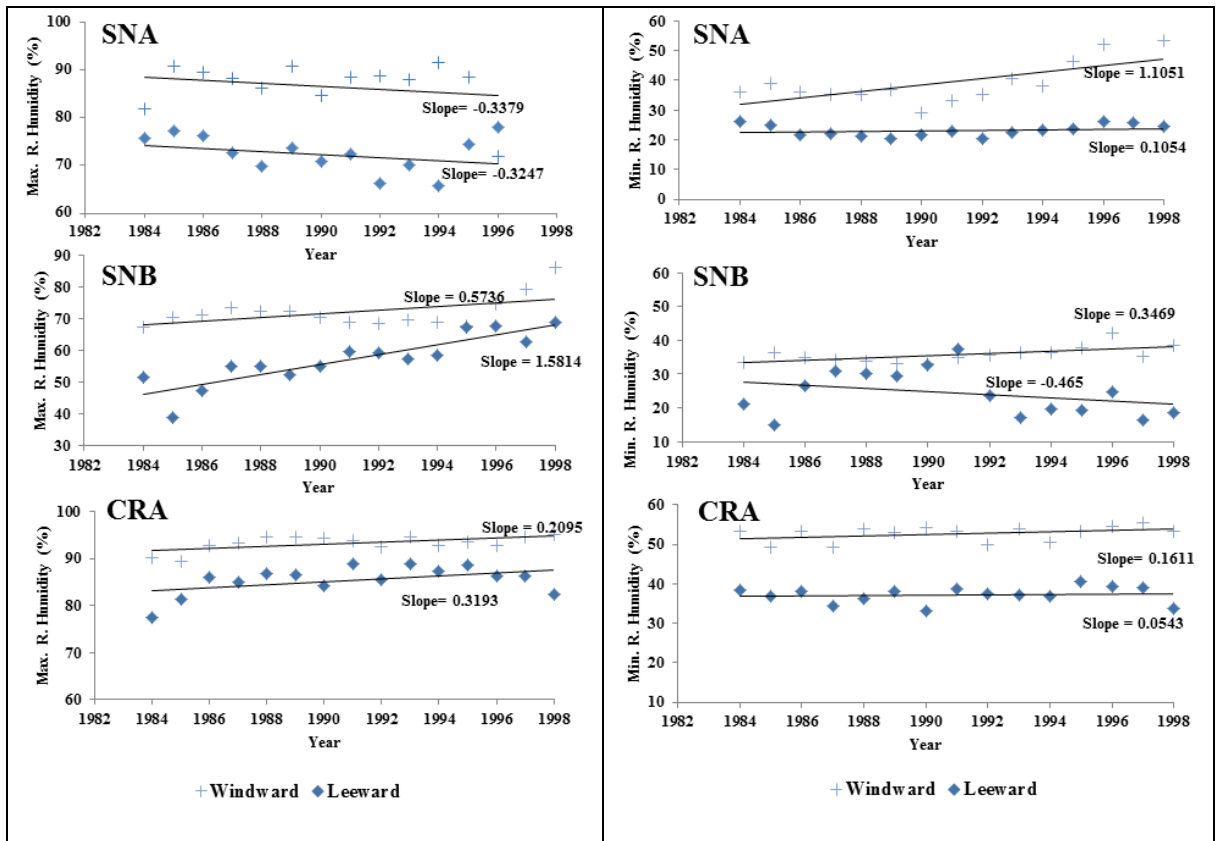 SNA
Max. R. Humidity (%)
100
90
80
70
60
Slope= -0.3379
Slope= -0.3247
1982 1984 1986 1988 1990 1992 1994 1996 1998
Year
SNB
Max. R. Humidity (%)
90
80
70
60
50
40
30
Slope = 0.5736
Slope = 1.5814
1982 1984 1986 1988 1990 1992 1994 1996 1998
Year
CRA
Max. R. Humidity (%)
100
90
80
70
60
Slope = 0.2095
Slope= 0.3193
1982 1984 1986 1988 1990 1992 1994 1996 1998
Year
Windward Leeward
SNA
Min. R. Humidity (%)
60
50
40
30
20
10
0
Slope = 1.1051
Slope= 0.1054
1982 1984 1986 1988 1990 1992 1994 1996 1998
Year
SNB
Min. R. Humidity (%)
60
50
40
30
20
10
Slope = 0.3469
Slope = -0.465
1982 1984 1986 1988 1990 1992 1994 1996 1998
Year
CRA
Min. R. Humidity (%)
60
50
40
30
20
10
Slope= 0.1611
Slope = 0.0543
1982 1984 1986 1988 1990 1992 1994 1996 1998
Year
Windward Leeward